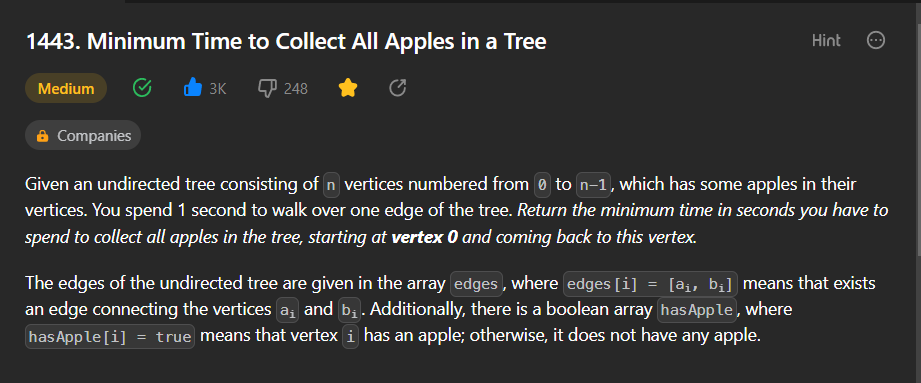 1443. Minimum Time to Collect All Apples in a Tree
Hint
Medium 3K 248
Companies
Given an undirected tree consisting of n vertices numbered from 0 to n-1, which has some apples in their
vertices. You spend 1 second to walk over one edge of the tree. Return the minimum time in seconds you have to
spend to collect all apples in the tree, starting at vertex 0 and coming back to this vertex.
The edges of the undirected tree are given in the array edges, where edges[i] = [aᵢ, bᵢ] means that exists
an edge connecting the vertices aᵢ and bᵢ. Additionally, there is a boolean array hasApple, where
hasApple[i] = true means that vertex i has an apple; otherwise, it does not have any apple.